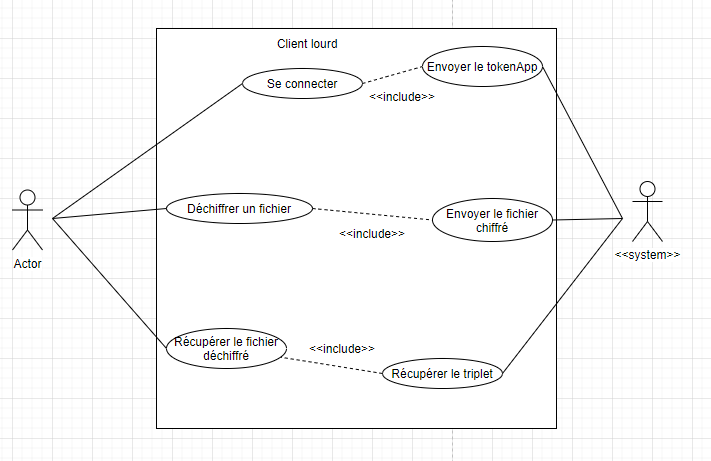 Client lourd
Se connecter
Envoyer le tokenApp
<<include>>
Déchiffrer un fichier
Envoyer le fichier
chiffré
<<include>>
Actor
<<system>>
Récupérer le fichier
déchiffré
<<include>>
Récupérer le triplet